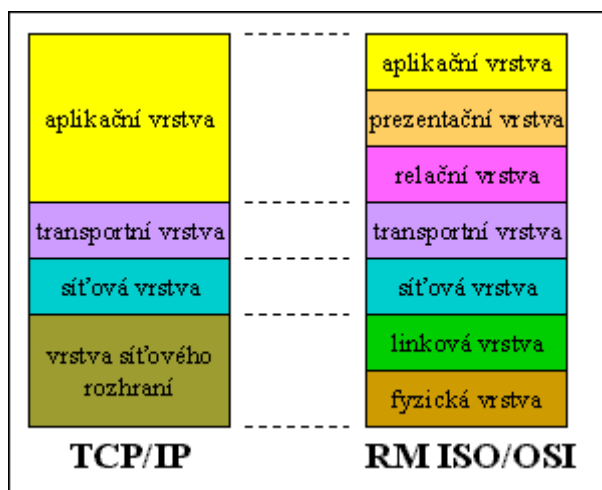 aplikační vrstva
transportní vrstva
síťová vrstva
vrstva síťového
rozhraní
TCP/IP
aplikační vrstva
prezentační vrstva
relační vrstva
transportní vrstva
síťová vrstva
linková vrstva
fyzická vrstva
RM ISO/OSI